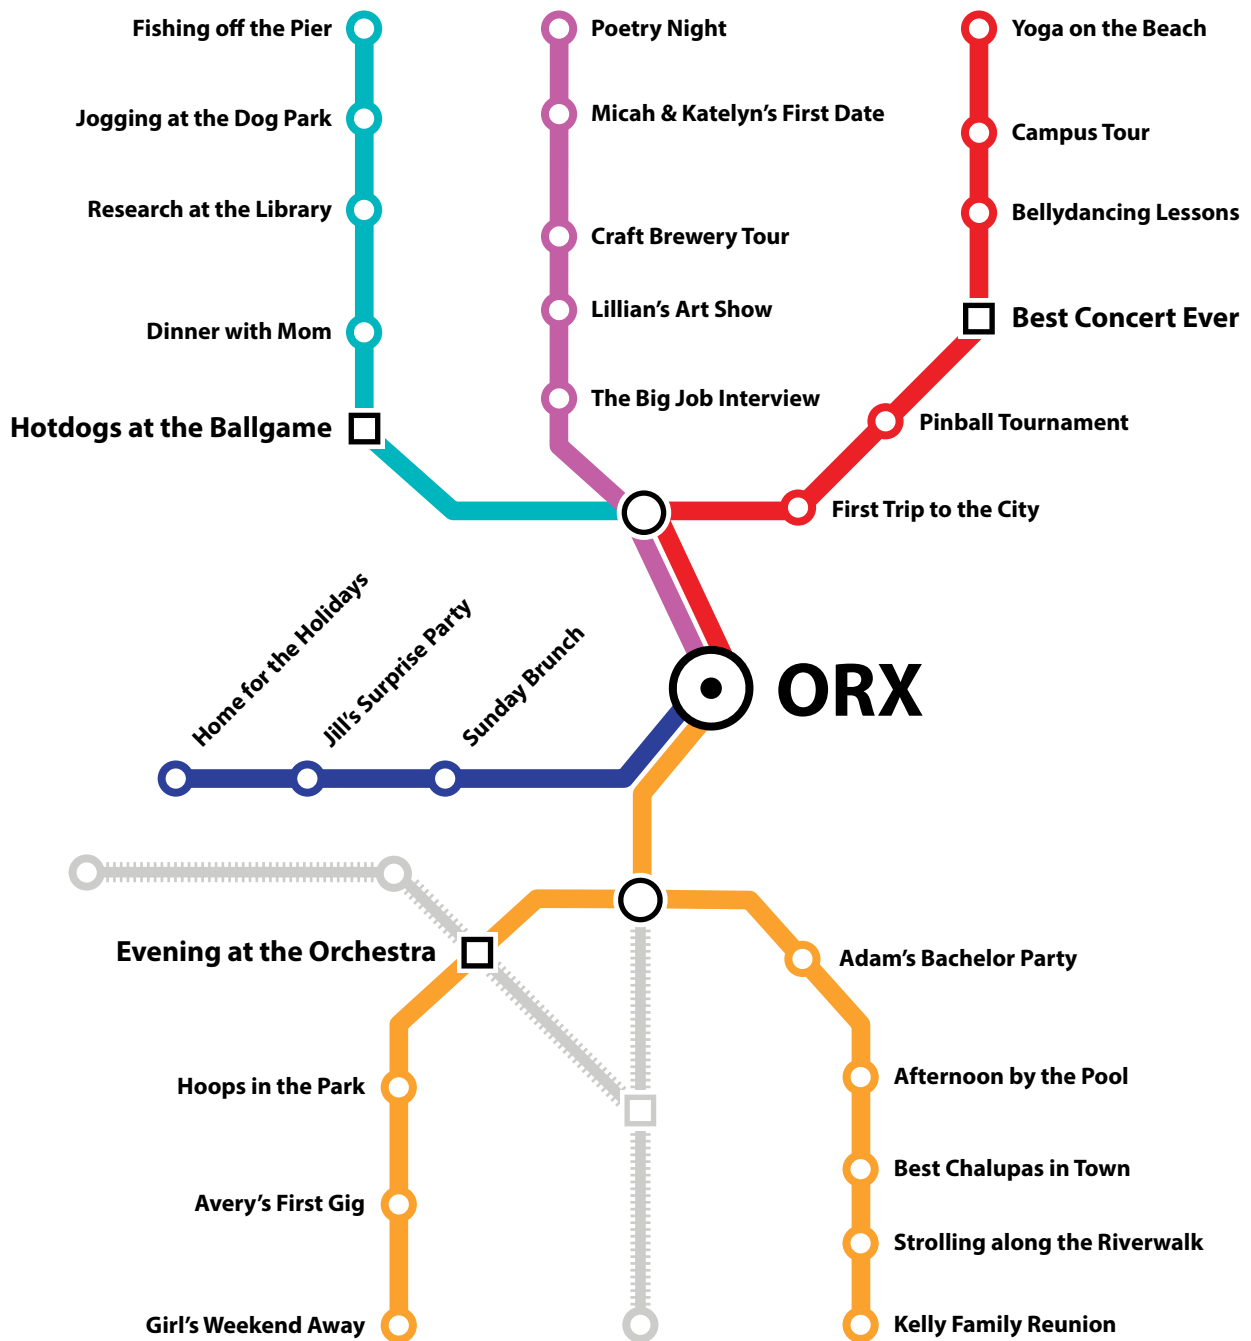 Fishing off the Pier
Poetry Night
Yoga on the Beach
Jogging at the Dog Park
Micah & Katelyn’s First Date
Campus Tour
Research at the Library
Craft Brewery Tour
Bellydancing Lessons
Dinner with Mom
Lillian’s Art Show
Best Concert Ever
Hotdogs at the Ballgame
The Big Job Interview
Pinball Tournament
First Trip to the City
Home for the Holidays
Jill’s Surprise Party
Sunday Brunch
ORX
Evening at the Orchestra
Adam’s Bachelor Party
Hoops in the Park
Afternoon by the Pool
Avery’s First Gig
Best Chalupas in Town
Strolling along the Riverwalk
Girl’s Weekend Away
Kelly Family Reunion